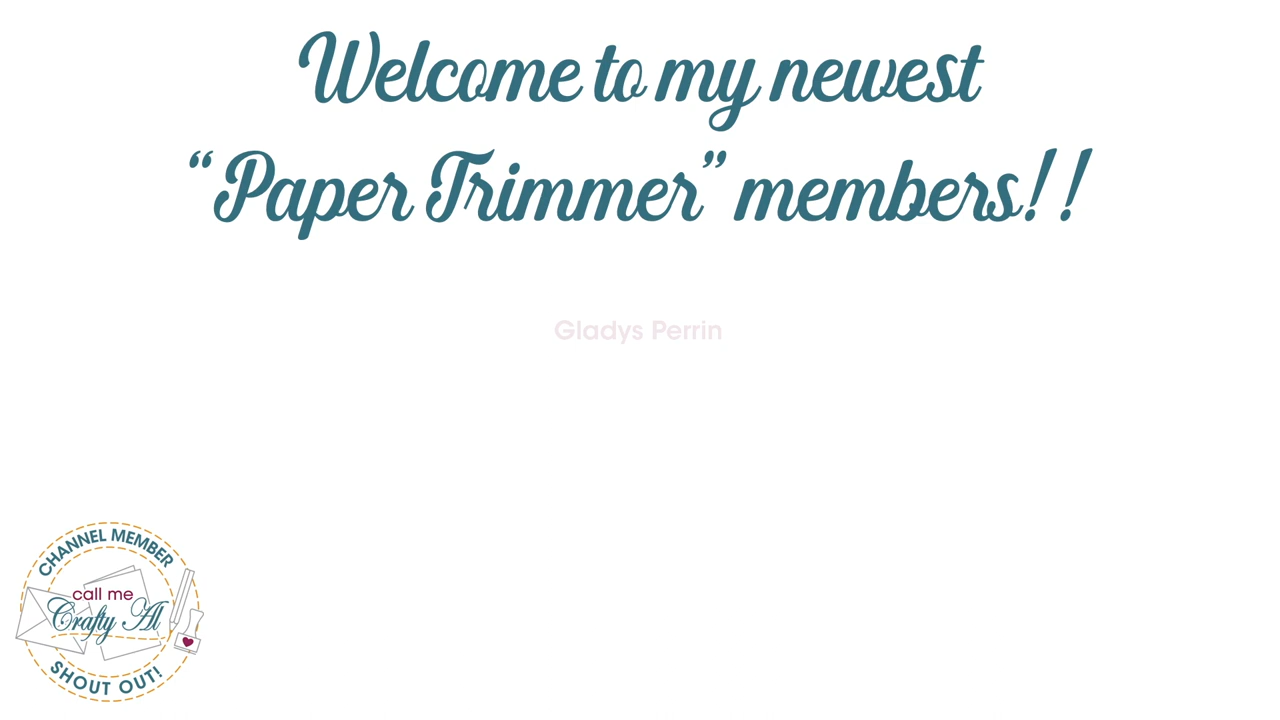 Welcome to my newest
“Paper Trimmer” members!!
Gladys Perrin
CHANNEL MEMBER
call me
Crafty Al
SHOUT OUT!